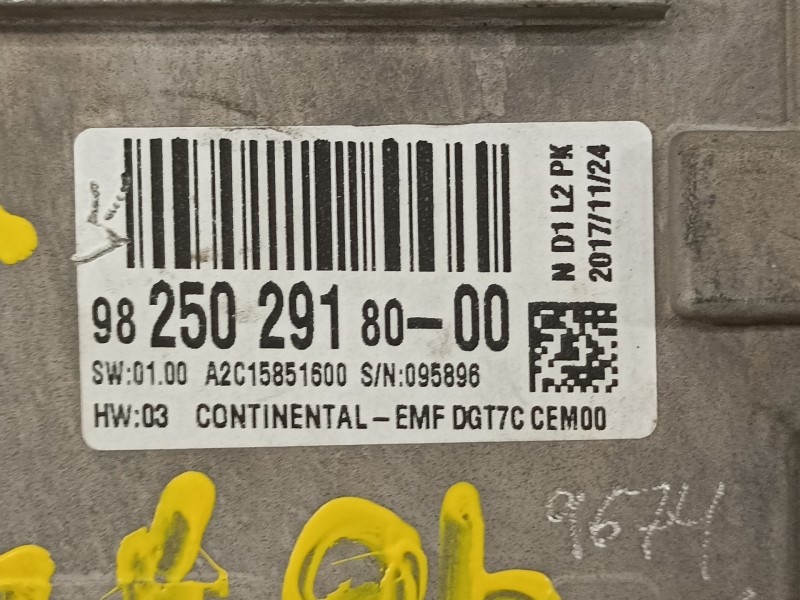 98 250 291 80-00
SW:01.00 A2C15851600 S/N:095896
HW:03 CONTINENTAL-EMF DGT7C CEM00
N D1 L2 PK
2017/11/24